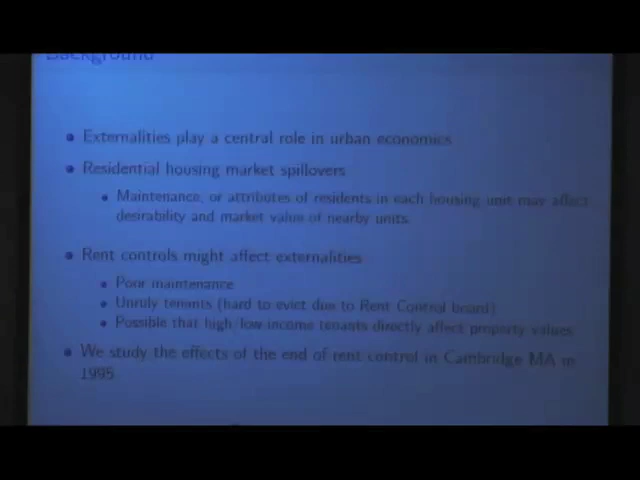 Background
Externalities play a central role in urban economics
Residential housing market spillovers
Maintenance, or attributes of residents in each housing unit may affect
desirability and market value of nearby units.
Rent controls might affect externalities
Poor maintenance
Unruly tenants (hard to evict due to Rent Control board)
Possible that high/low income tenants directly affect property values
We study the effects of the end of rent control in Cambridge MA in
1995